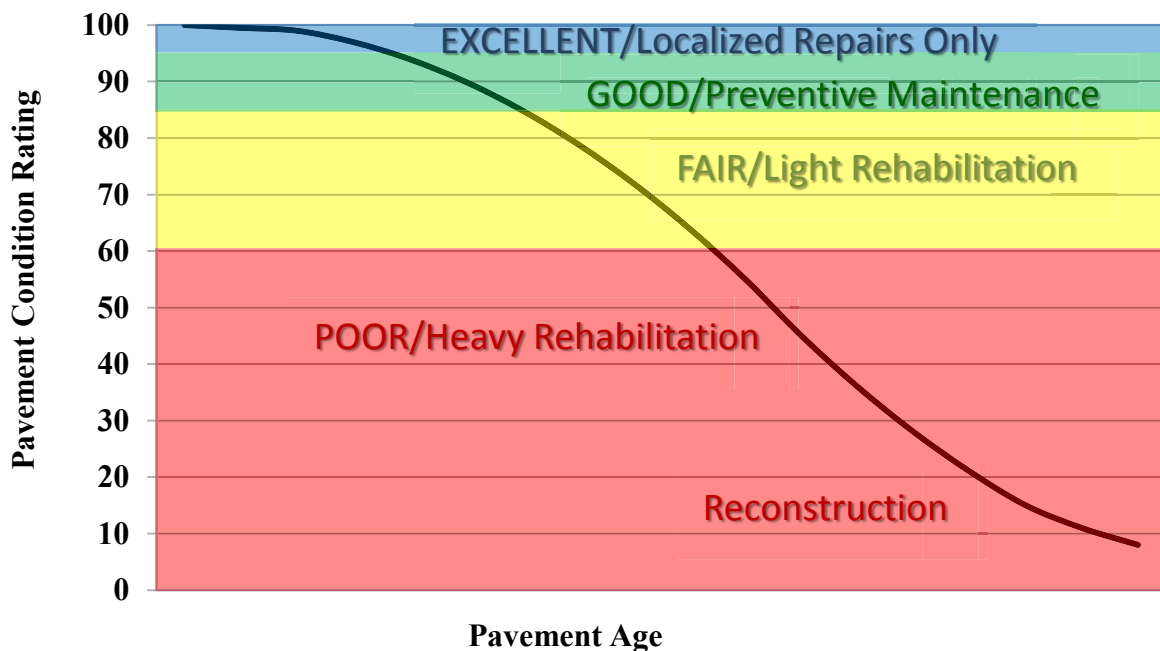 100
90
80
70
60
50
40
30
20
10
0
Pavement Condition Rating
EXCELLENT/Localized Repairs Only
GOOD/Preventive Maintenance
FAIR/Light Rehabilitation
POOR/Heavy Rehabilitation
Reconstruction
Pavement Age